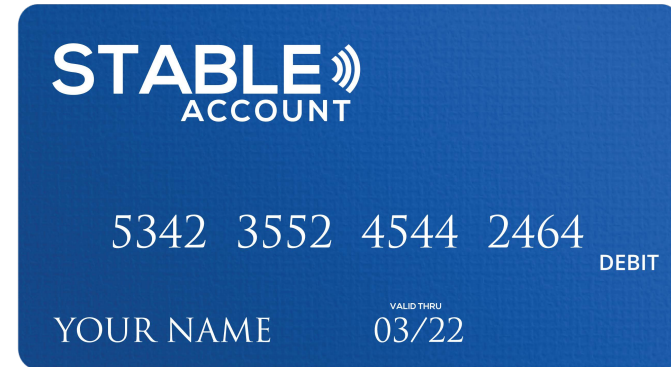 STABLE
ACCOUNT
5342 3552 4544 2464
DEBIT
VALID THRU
YOUR NAME 03/22